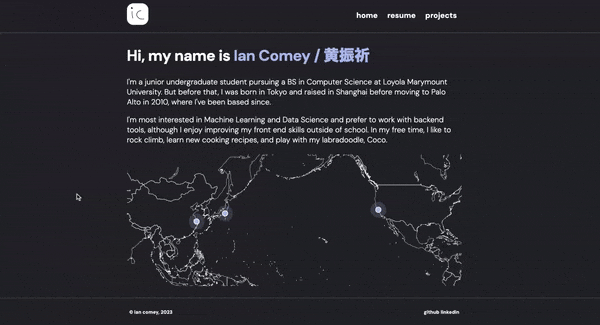 ic
home resume projects
Hi, my name is Ian Comey / 黄振祈
I'm a junior undergraduate student pursuing a BS in Computer Science at Loyola Marymount
University. But before that, I was born in Tokyo and raised in Shanghai before moving to Palo
Alto in 2010, where I've been based since.
I'm most interested in Machine Learning and Data Science and prefer to work with backend
tools, although I enjoy improving my front end skills outside of school. In my free time, I like to
rock climb, learn new cooking recipes, and play with my labradoodle, Coco.
© ian comey, 2023 github linkedin